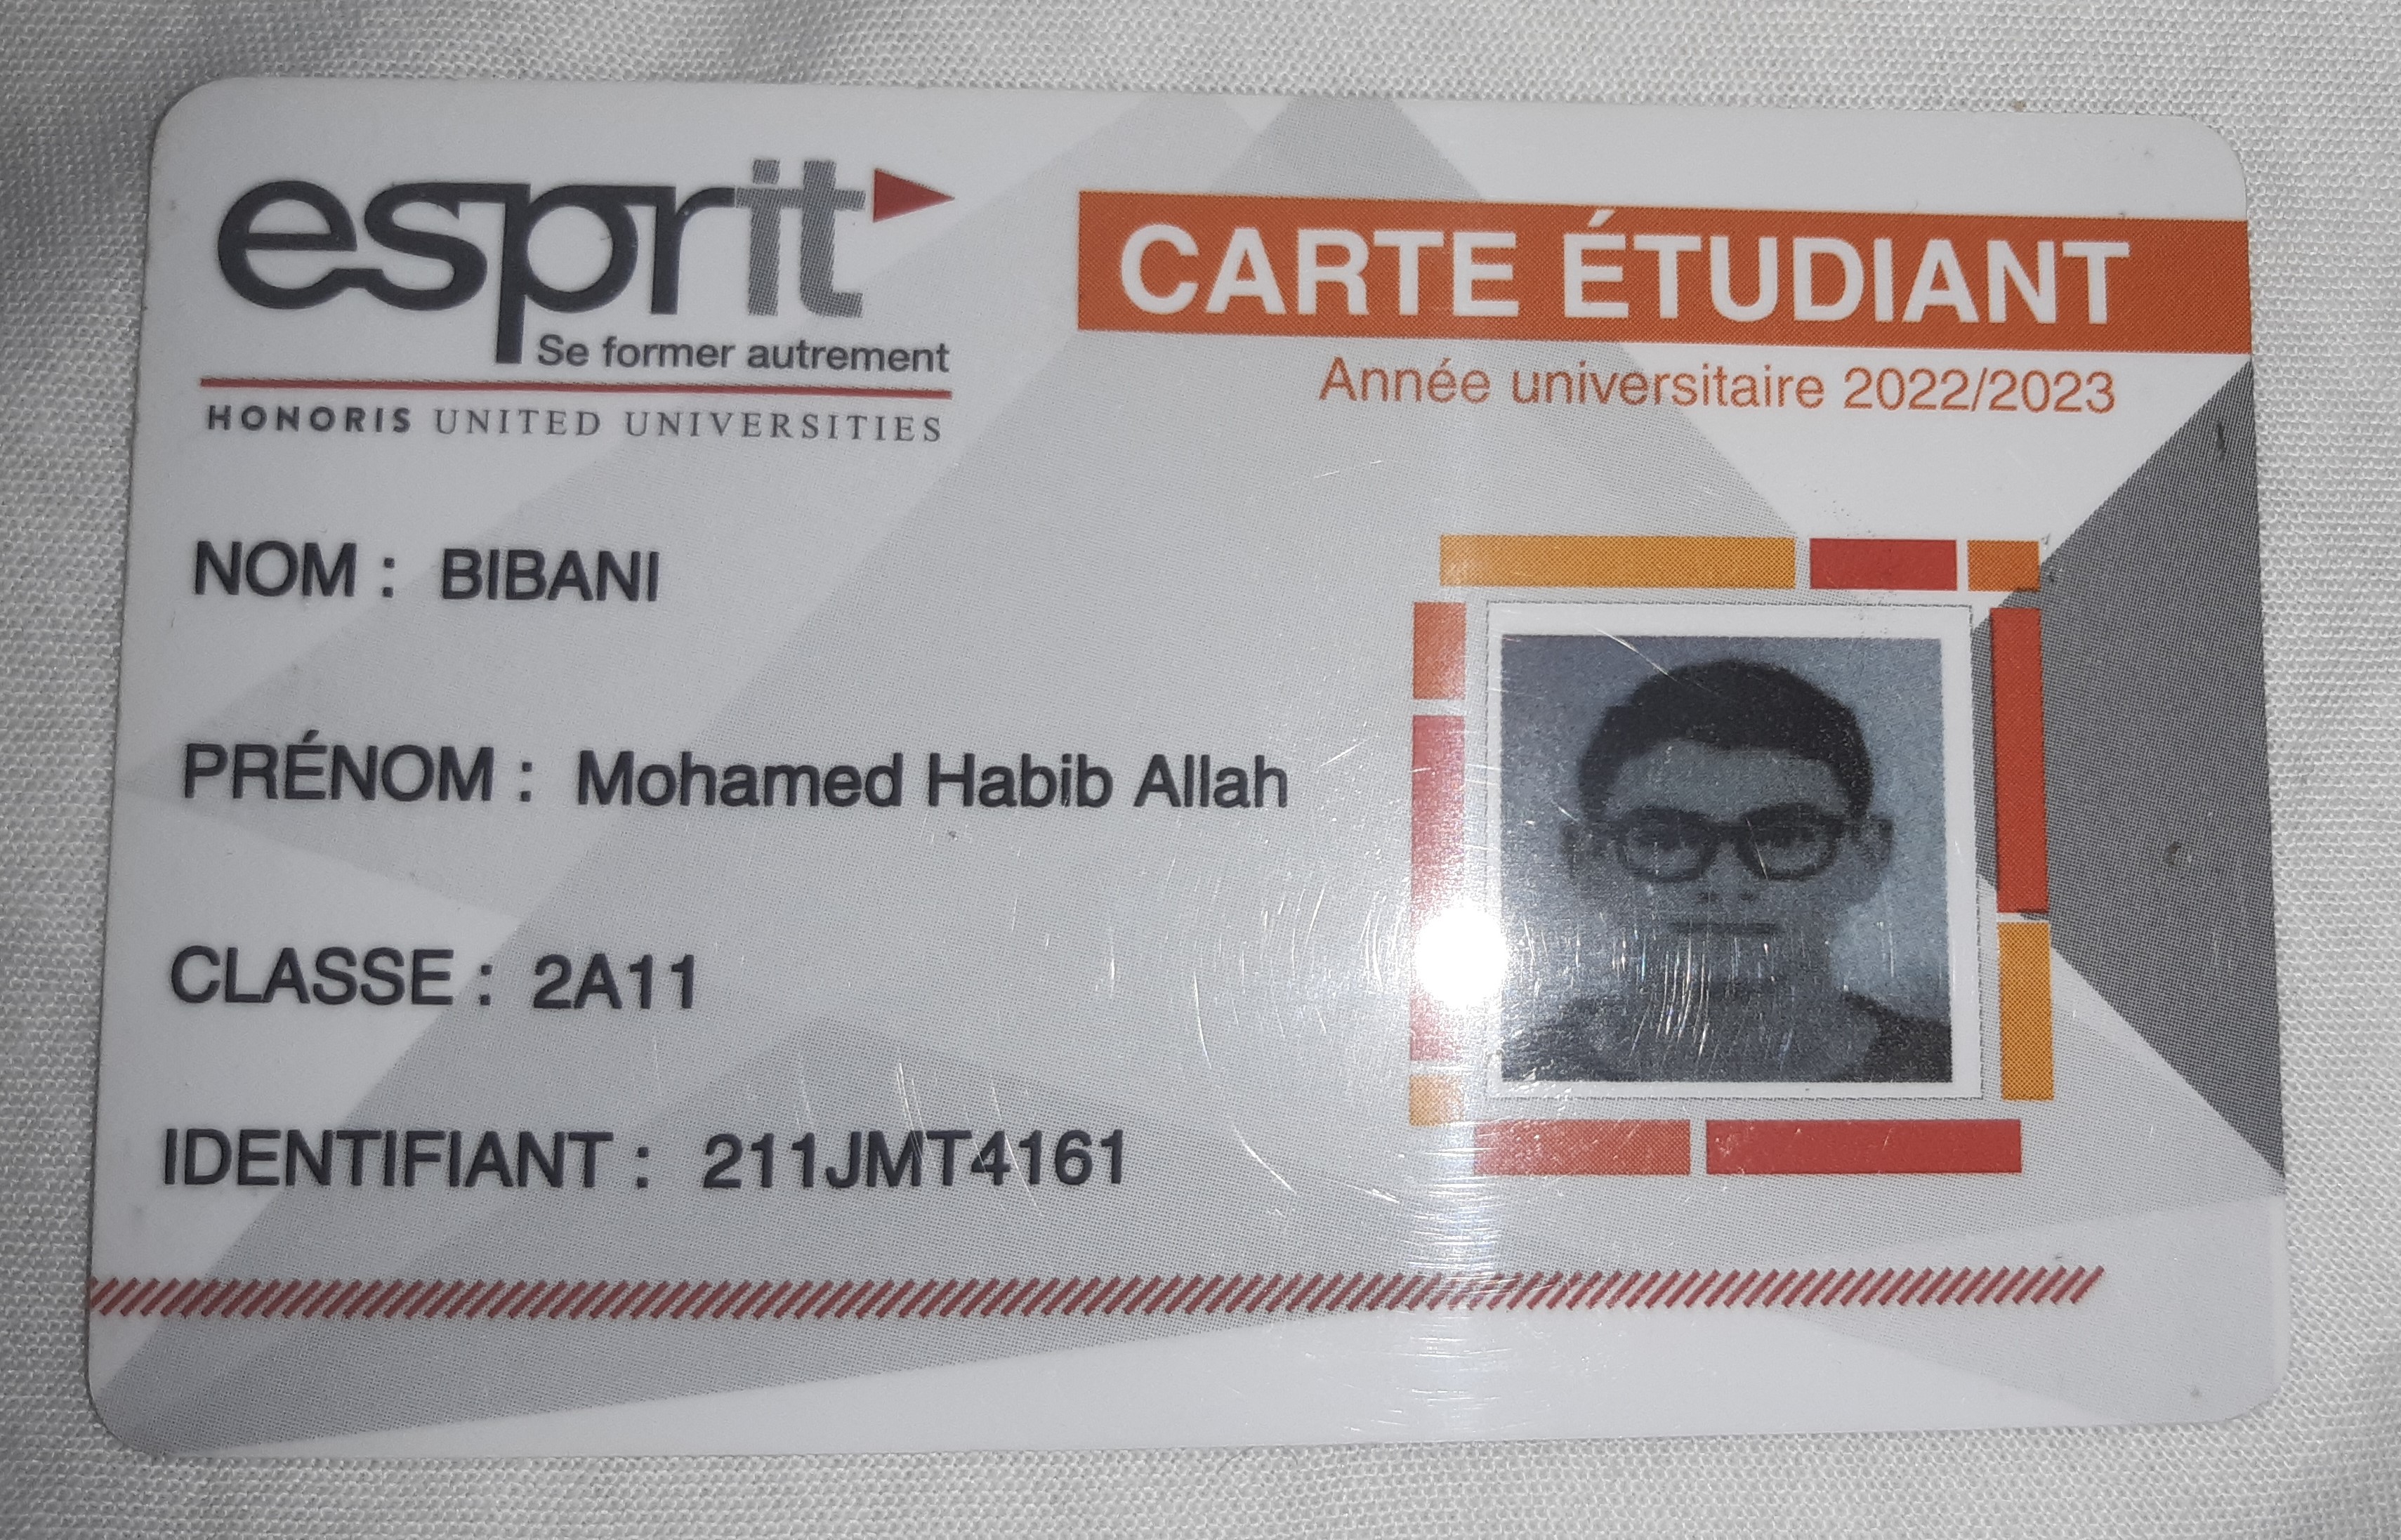 esprit
Se former autrement
HONORIS UNITED UNIVERSITIES
CARTE ÉTUDIANT
Année universitaire 2022/2023
NOM : BIBANI
PRÉNOM : Mohamed Habib Allah
CLASSE : 2A11
IDENTIFIANT : 211JMT4161